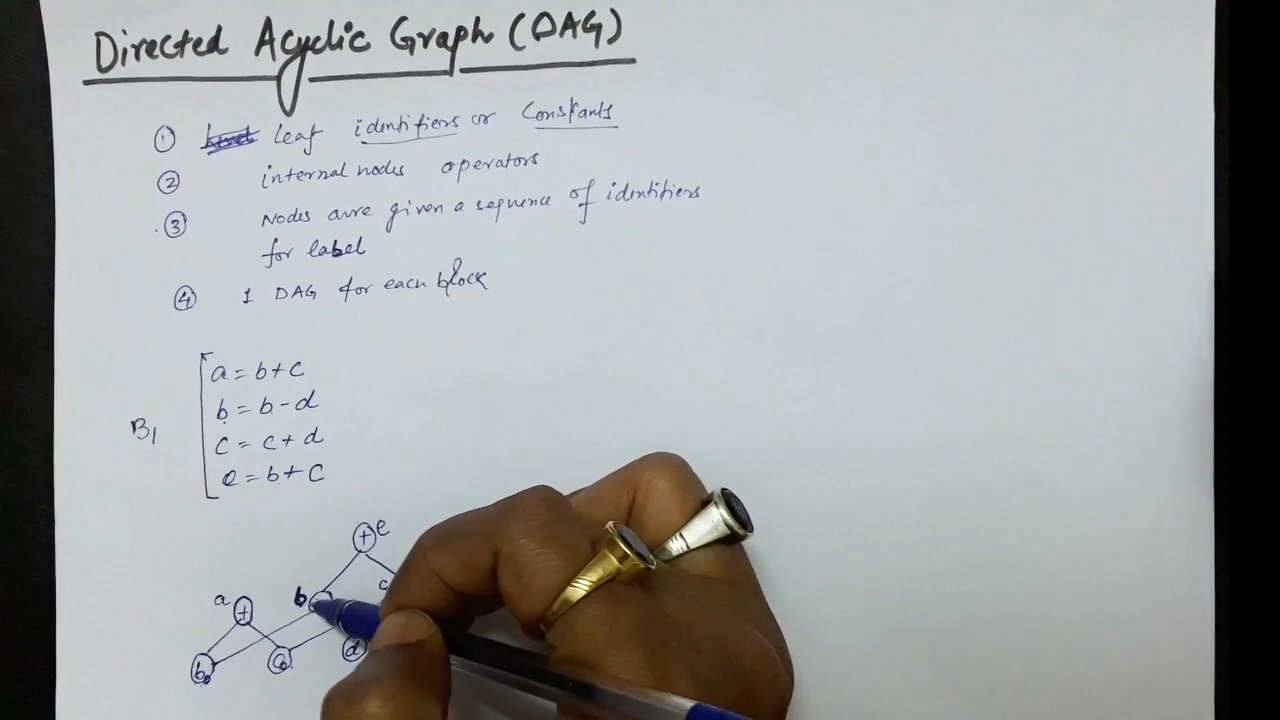 Directed Acyclic Graph (DAG)
① Leaf identifiers or Constants
② internal nodes operators
③ Nodes are given a sequence of identifiers
for label
④ 1 DAG for each block
a = b + c
B1
b = b - d
c = c + d
e = b + c
+ e
c
a + b
b0 c0 d